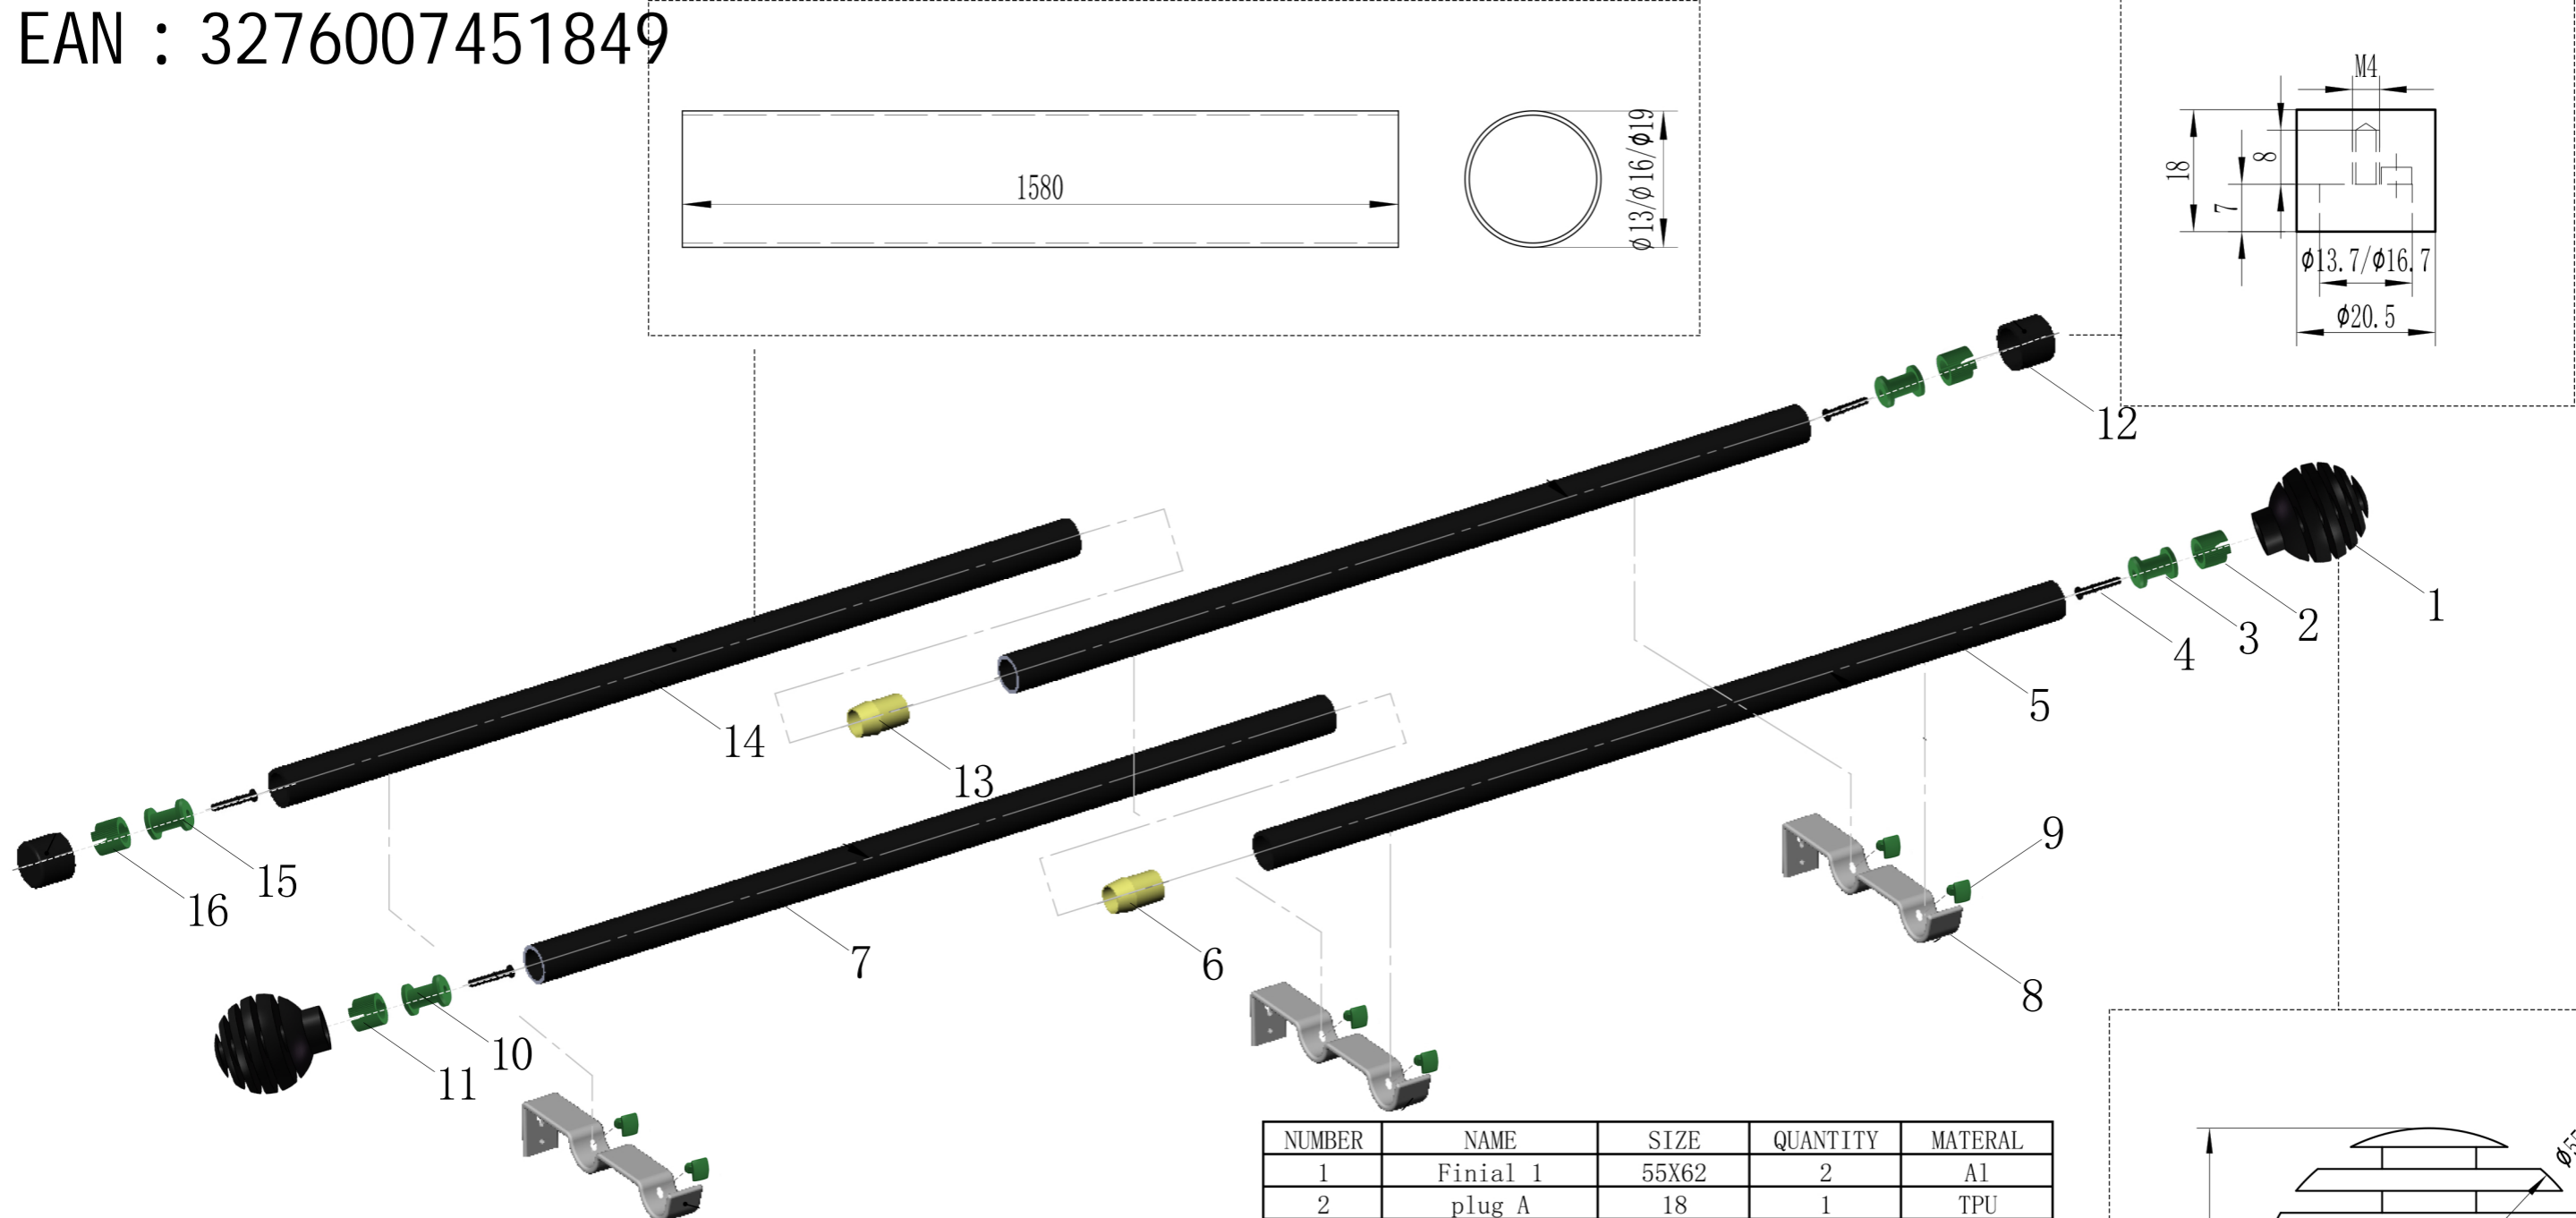 EAN：3276007451849
1580
ϕ13/ϕ16/ϕ19
M4
18
8
7
ϕ13.7/ϕ16.7
ϕ20.5
12
1
2
3
4
5
14
13
9
15
16
7
6
8
10
11
NUMBER NAME SIZE QUANTITY MATERAL
1 Finial 1 55X62 2 Al
2 plug A 18 1 TPU